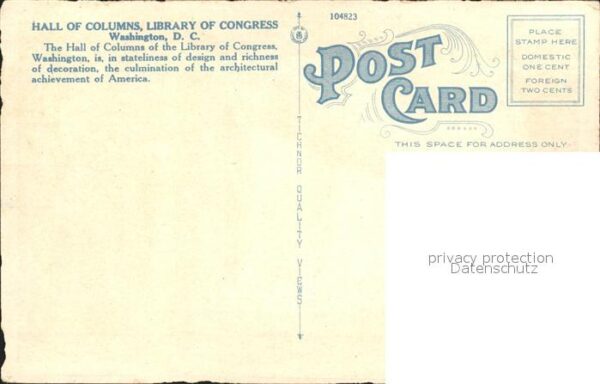 HALL OF COLUMNS, LIBRARY OF CONGRESS
Washington, D. C.
The Hall of Columns of the Library of Congress,
Washington, is, in stateliness of design and richness
of decoration, the culmination of the architectural
achievement of America.
TICHNOR QUALITY VIEWS
104823
POST
CARD
PLACE
STAMP HERE
DOMESTIC
ONE CENT
FOREIGN
TWO CENTS
THIS SPACE FOR ADDRESS ONLY
privacy protection
Datenschutz